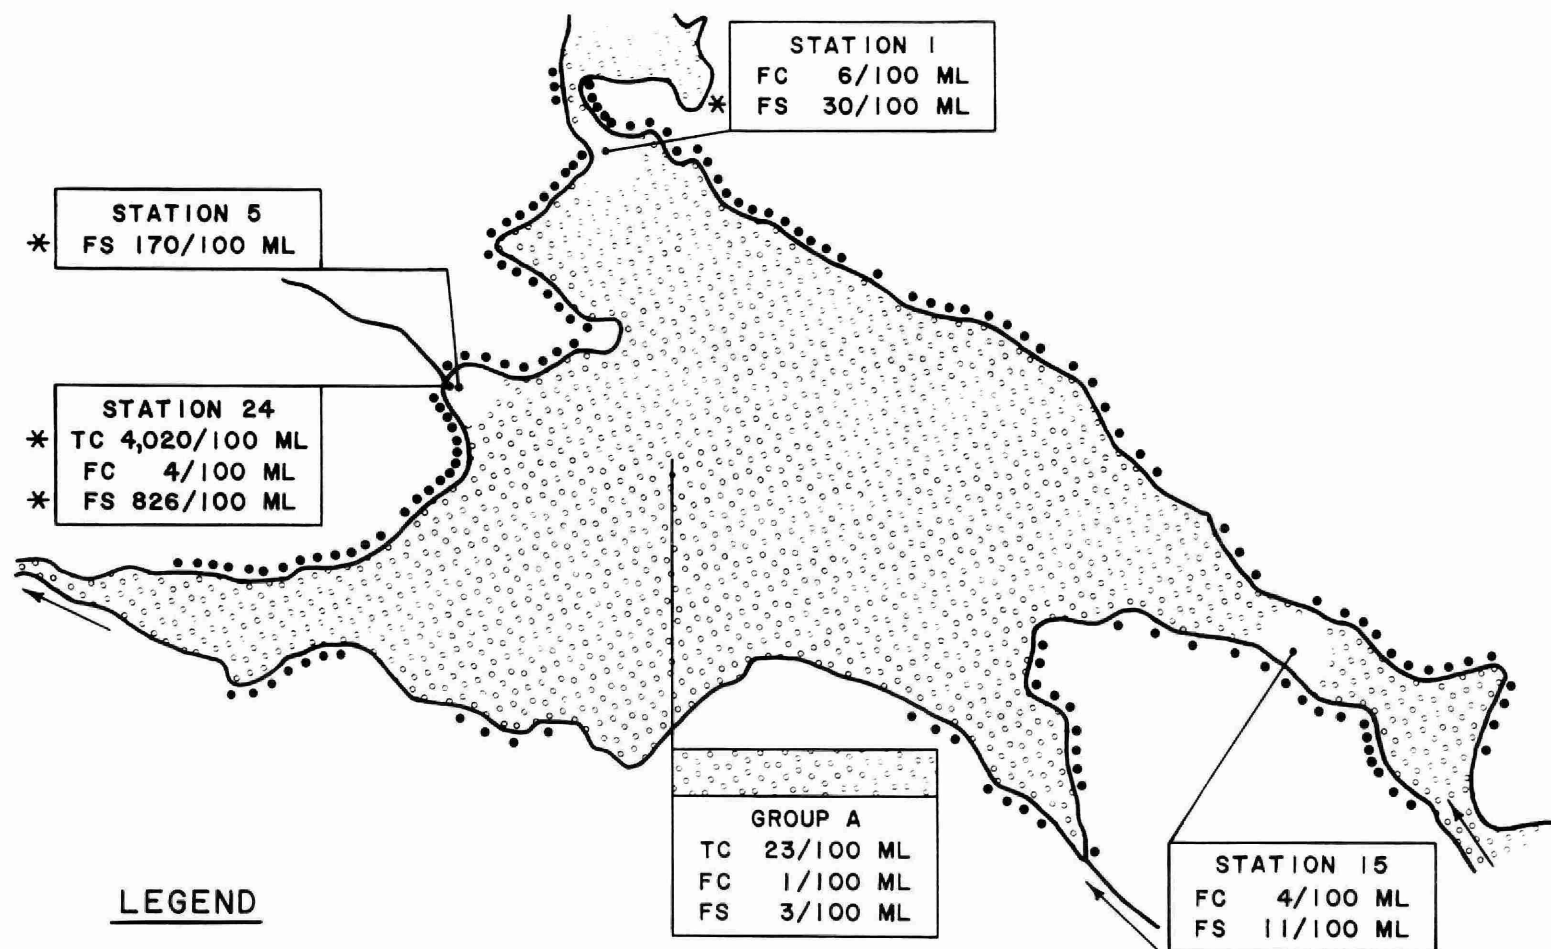 STATION 1
FC 6/100 ML
* FS 30/100 ML
STATION 5
* FS 170/100 ML
STATION 24
* TC 4,020/100 ML
FC 4/100 ML
* FS 826/100 ML
GROUP A
TC 23/100 ML
FC 1/100 ML
FS 3/100 ML
STATION 15
FC 4/100 ML
FS 11/100 ML
LEGEND